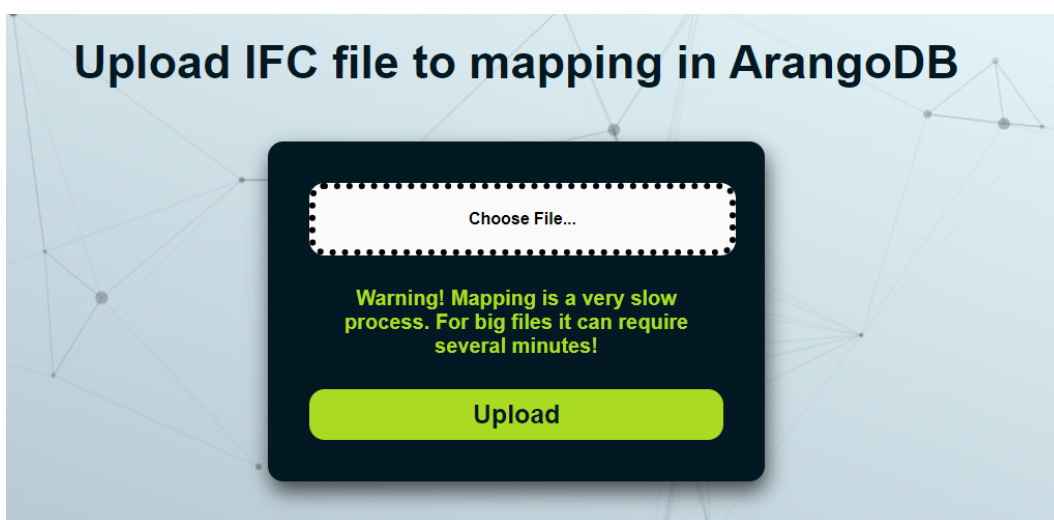 Upload IFC file to mapping in ArangoDB
Choose File...
Warning! Mapping is a very slow
process. For big files it can require
several minutes!
Upload